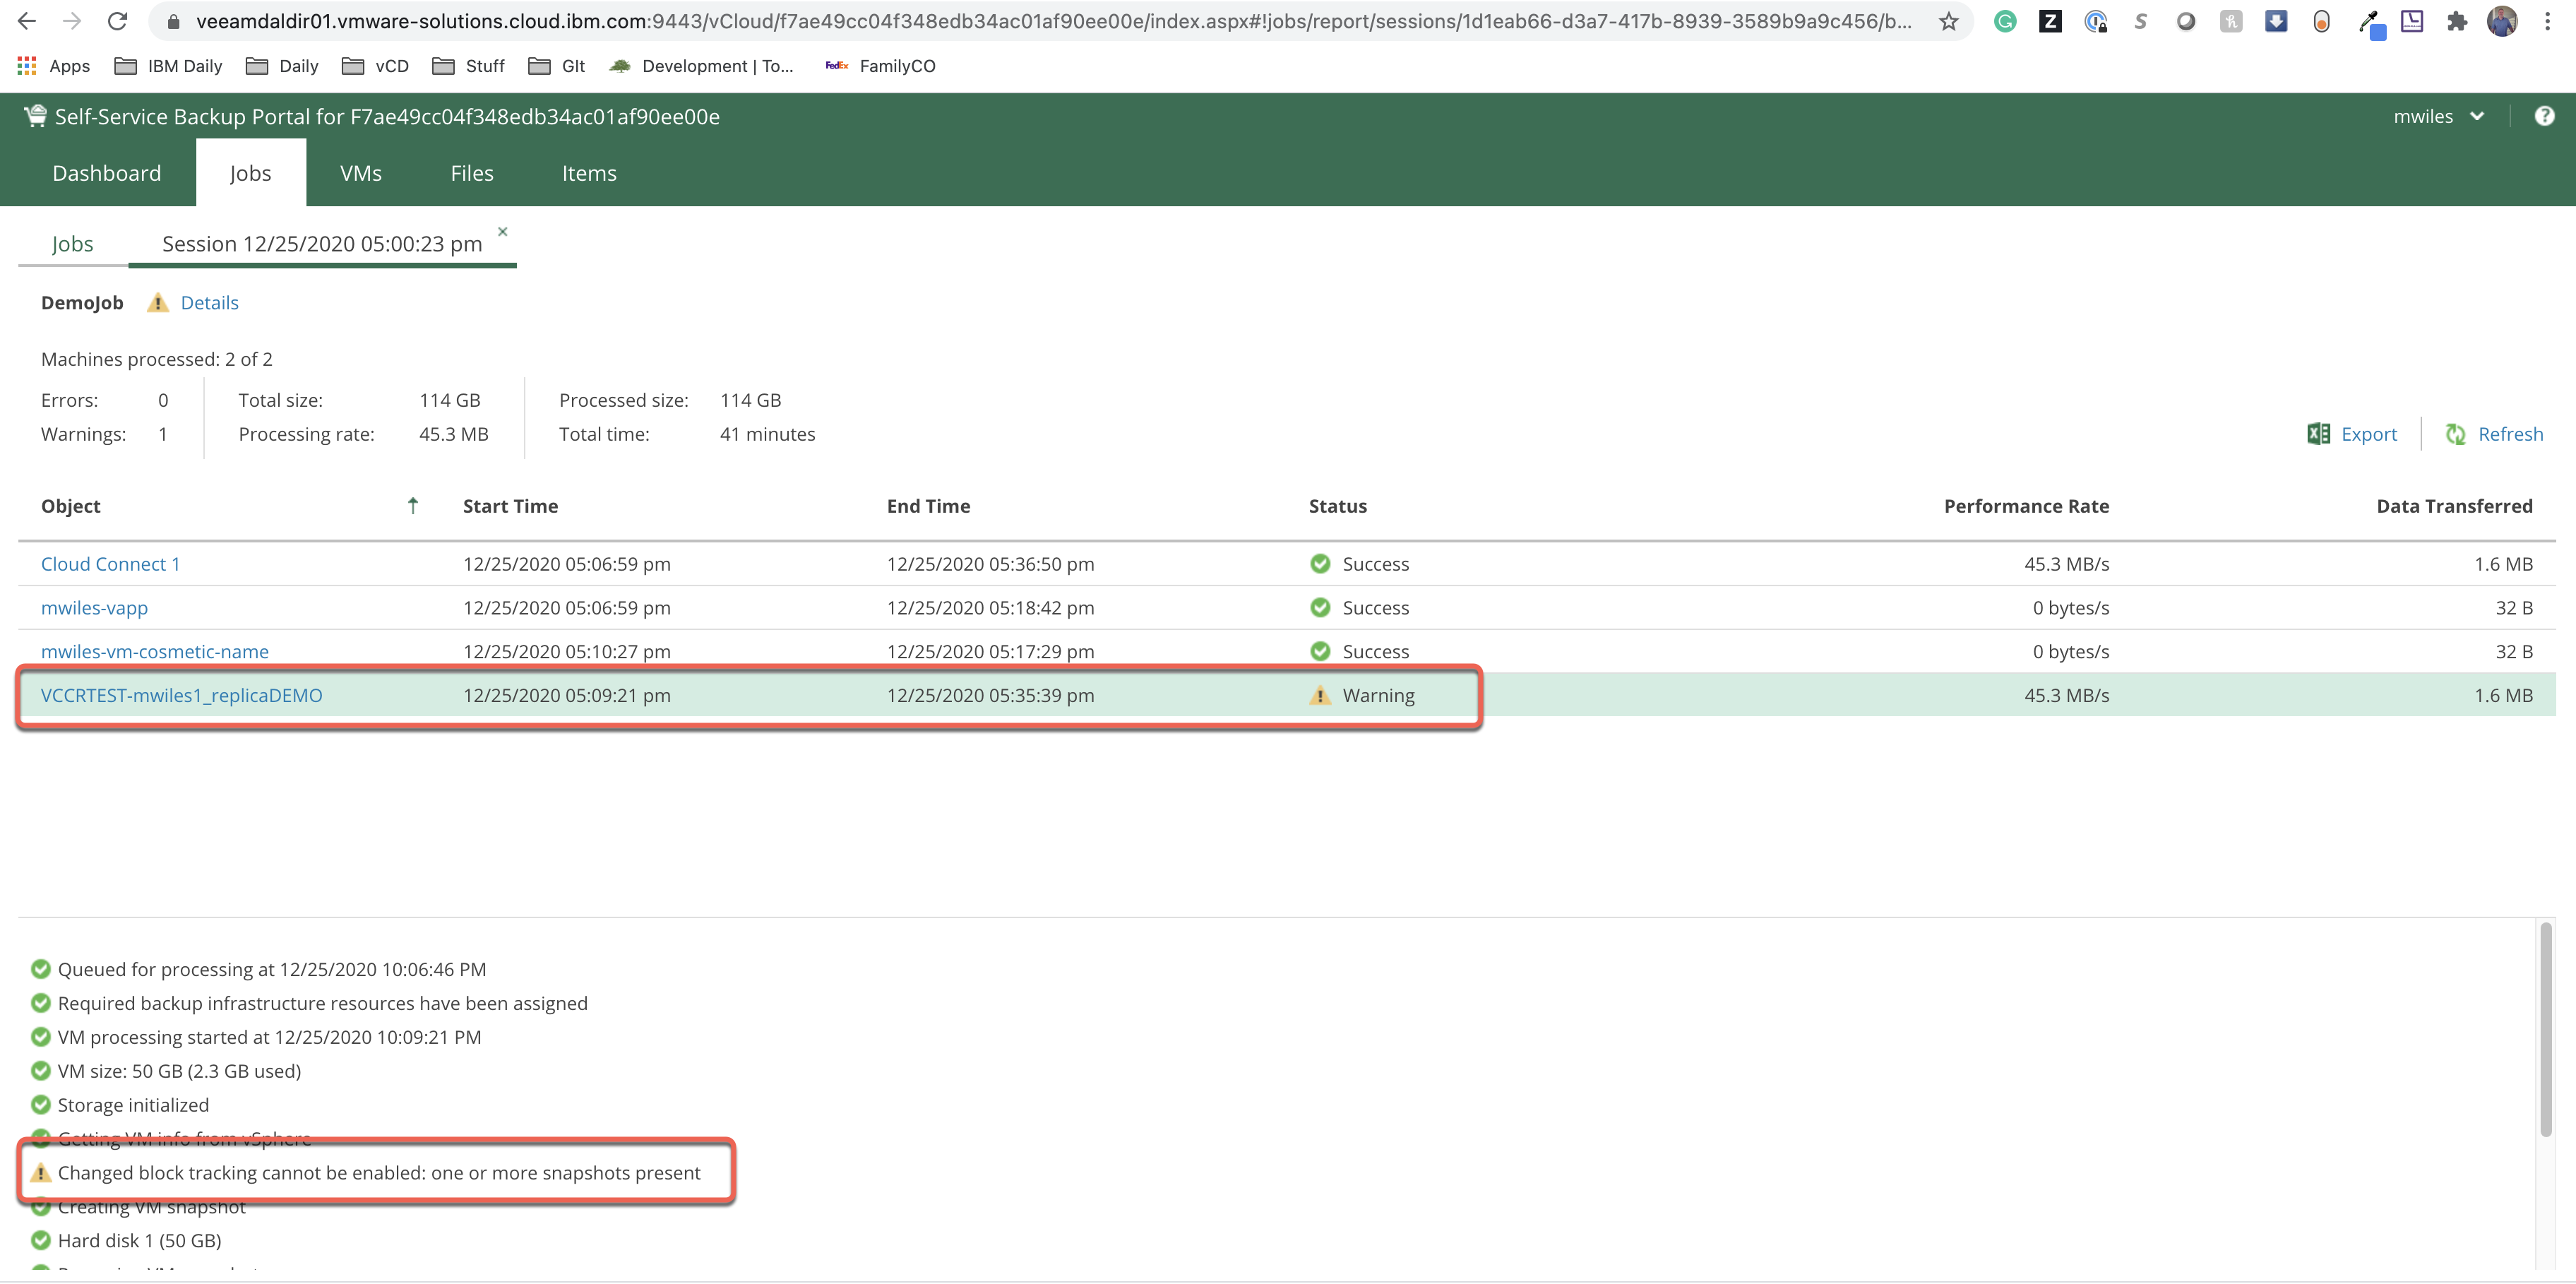 veeamdaldir01.vmware-solutions.cloud.ibm.com:9443/vCloud/f7ae49cc04f348edb34ac01af90ee00e/index.aspx#!jobs/report/sessions/1d1eab66-d3a7-417b-8939-3589b9a9c456/b...
Apps IBM Daily Daily vCD Stuff GIt Development | To... FedEx FamilyCO
Self-Service Backup Portal for F7ae49cc04f348edb34ac01af90ee00e mwiles
Dashboard Jobs VMs Files Items
Jobs Session 12/25/2020 05:00:23 pm
DemoJob Details
Machines processed: 2 of 2
Errors: 0 Total size: 114 GB Processed size: 114 GB
Warnings: 1 Processing rate: 45.3 MB Total time: 41 minutes Export Refresh
Object Start Time End Time Status Performance Rate Data Transferred
Cloud Connect 1 12/25/2020 05:06:59 pm 12/25/2020 05:36:50 pm Success 45.3 MB/s 1.6 MB
mwiles-vapp 12/25/2020 05:06:59 pm 12/25/2020 05:18:42 pm Success 0 bytes/s 32 B
mwiles-vm-cosmetic-name 12/25/2020 05:10:27 pm 12/25/2020 05:17:29 pm Success 0 bytes/s 32 B
VCCRTEST-mwiles1_replicaDEMO 12/25/2020 05:09:21 pm 12/25/2020 05:35:39 pm Warning 45.3 MB/s 1.6 MB
Queued for processing at 12/25/2020 10:06:46 PM
Required backup infrastructure resources have been assigned
VM processing started at 12/25/2020 10:09:21 PM
VM size: 50 GB (2.3 GB used)
Storage initialized
Getting VM info from vSphere
Changed block tracking cannot be enabled: one or more snapshots present
Creating VM snapshot
Hard disk 1 (50 GB)